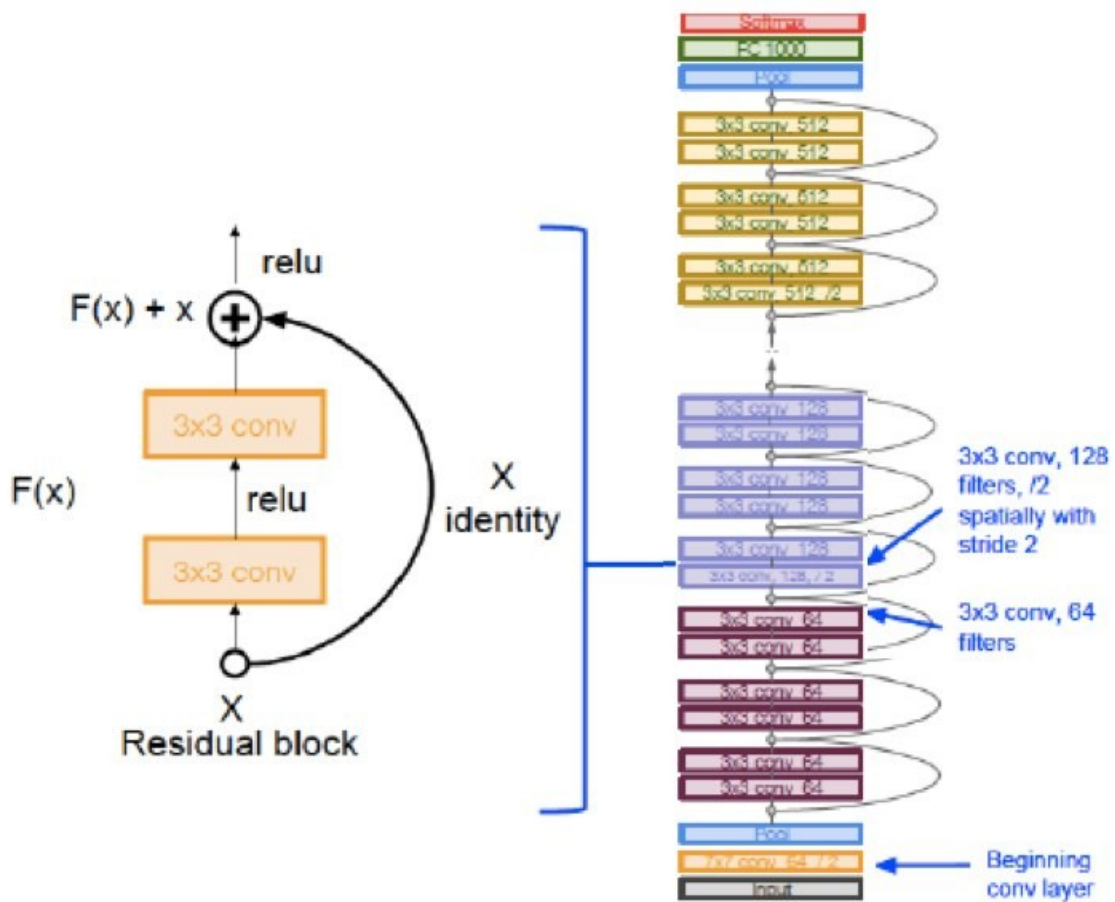 relu
F(x) + x
3x3 conv
F(x)
relu
X
identity
3x3 conv
X
Residual block
Softmax
FC 1000
Pool
3x3 conv, 512
3x3 conv, 512
3x3 conv, 512
3x3 conv, 512
3x3 conv, 512
3x3 conv, 512, /2
..
3x3 conv, 128
3x3 conv, 128
3x3 conv, 128
3x3 conv, 128
3x3 conv, 128
3x3 conv, 128, / 2
3x3 conv, 64
3x3 conv, 64
3x3 conv, 64
3x3 conv, 64
3x3 conv, 64
3x3 conv, 64
Pool
7x7 conv, 64, / 2
Input
3x3 conv, 128
filters, /2
spatially with
stride 2
3x3 conv, 64
filters
Beginning
conv layer